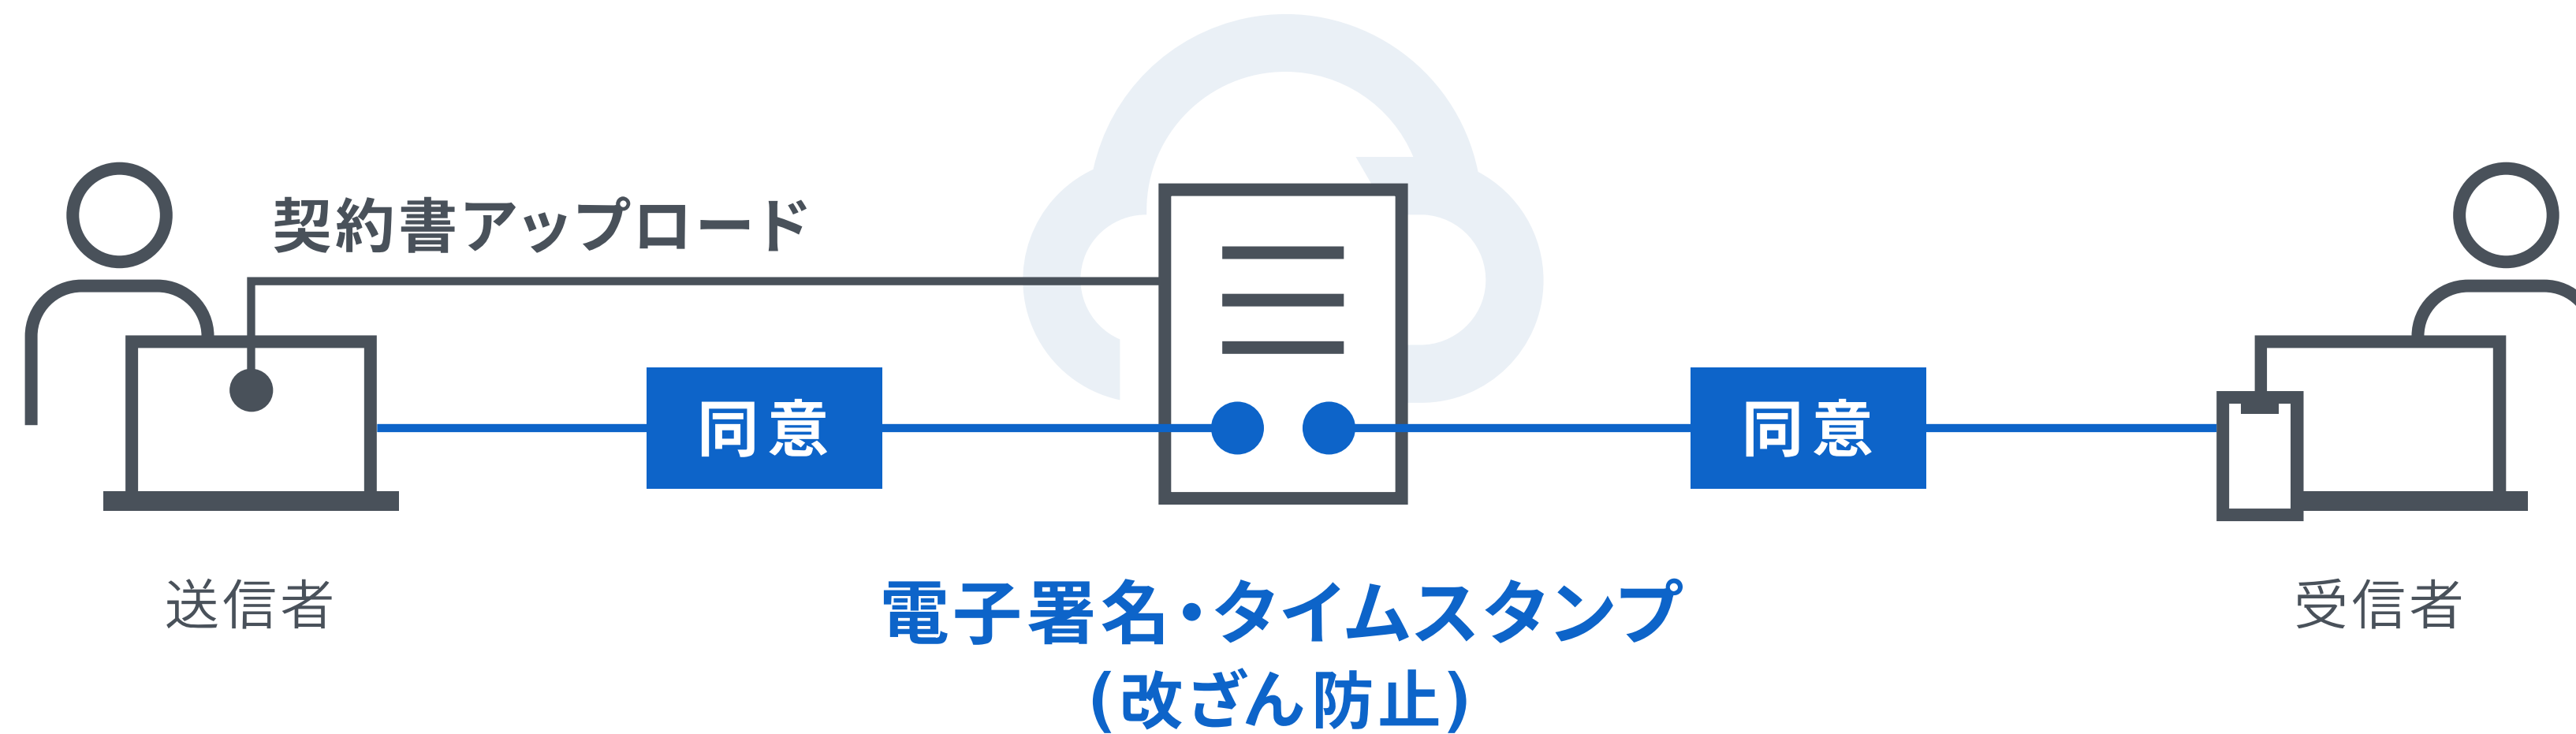 契約書アップロード
同意
同意
送信者
電子署名・タイムスタンプ
(改ざん防止)
受信者